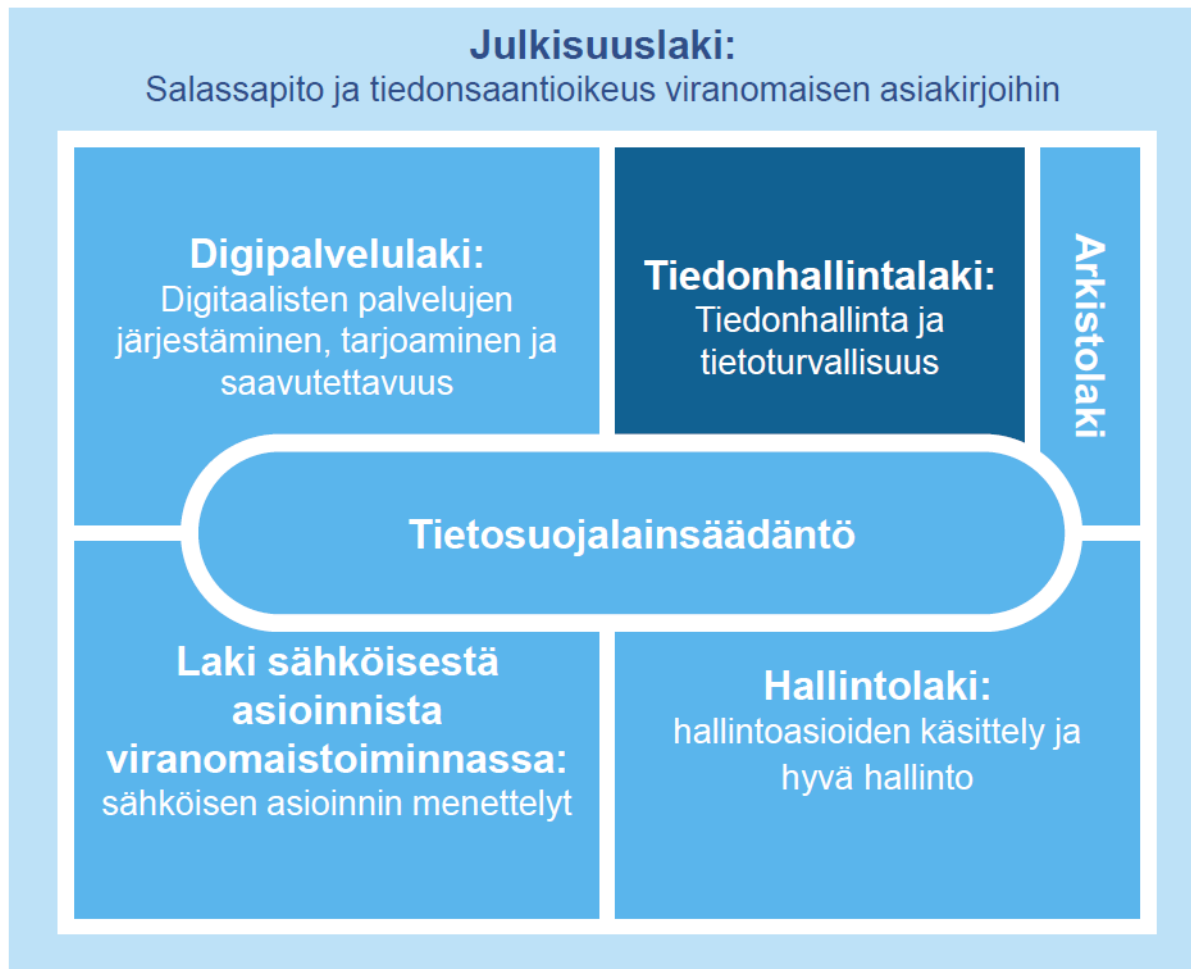 Julkisuuslaki:
Salassapito ja tiedonsaantioikeus viranomaisen asiakirjoihin
Digipalvelulaki:
Digitaalisten palvelujen
järjestäminen, tarjoaminen ja
saavutettavuus
Tiedonhallintalaki:
Tiedonhallinta ja
tietoturvallisuus
Arkistolaki
Tietosuojalainsäädäntö
Laki sähköisestä
asioinnista
viranomaistoiminnassa:
sähköisen asioinnin menettelyt
Hallintolaki:
hallintoasioiden käsittely ja
hyvä hallinto